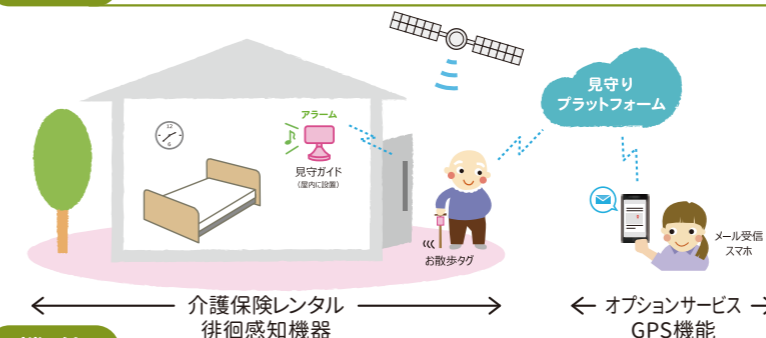 見守り
プラットフォーム
アラーム
12
6
見守ガイド
(屋内に設置)
お散歩タグ
メール受信
スマホ
介護保険レンタル
徘徊感知機器
オプションサービス
GPS機能